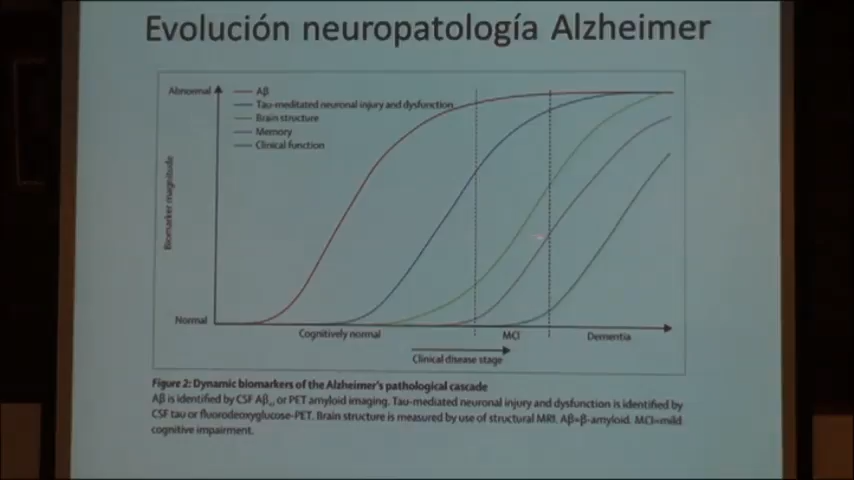 Evolución neuropatología Alzheimer
Abnormal
Aβ
Tau-meditated neuronal injury and dysfunction
Brain structure
Memory
Clinical function
Biomarker magnitude
Normal
Cognitively normal
MCI
Dementia
Clinical disease stage
Figure 2: Dynamic biomarkers of the Alzheimer's pathological cascade
Aβ is identified by CSF Aβ₄₂ or PET amyloid imaging. Tau-mediated neuronal injury and dysfunction is identified by
CSF tau or fluorodeoxyglucose-PET. Brain structure is measured by use of structural MRI. Aβ=β-amyloid. MCI=mild
cognitive impairment.